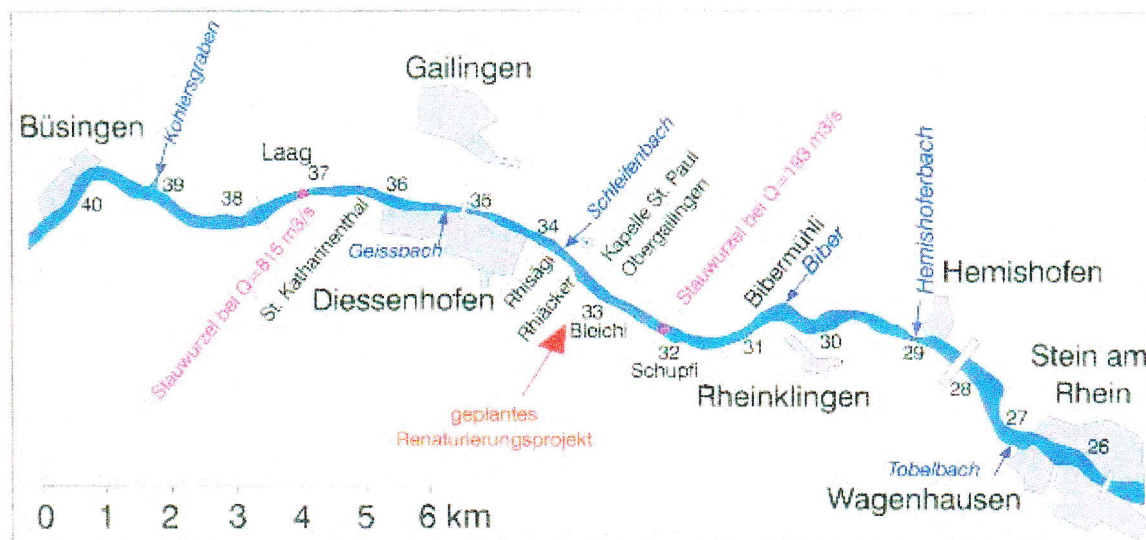 Büsingen
40
Kohlersgraben
39
38
Laag
37
Stauwurzel bei Q=815 m3/s
St. Katharinenthal
36
Gailingen
35
Geissbach
Diessenhofen
34
Schleifenbach
Rhisägi
Rhiäcker
Kapelle St. Paul
Obergailingen
33
Bleichi
geplantes
Renaturierungsprojekt
Stauwurzel bei Q=193 m3/s
32
Schupfi
Bibermühli
Biber
31
30
Rheinklingen
Hemishoferbach
29
Hemishofen
28
Stein am
Rhein
27
26
Tobelbach
Wagenhausen
0 1 2 3 4 5 6 km